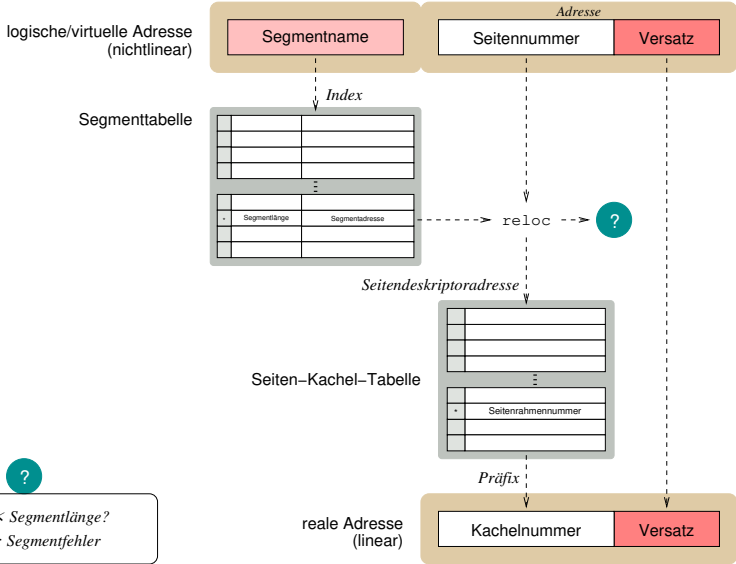 Adresse
logische/virtuelle Adresse
(nichtlinear)
Segmentname
Seitennummer
Versatz
Index
Segmenttabelle
* Segmentlänge Segmentadresse
reloc
?
Seitendeskriptoradresse
Seiten−Kachel−Tabelle
* Seitenrahmennummer
?
Präfix
< Segmentlänge?
Segmentfehler
reale Adresse
(linear)
Kachelnummer
Versatz